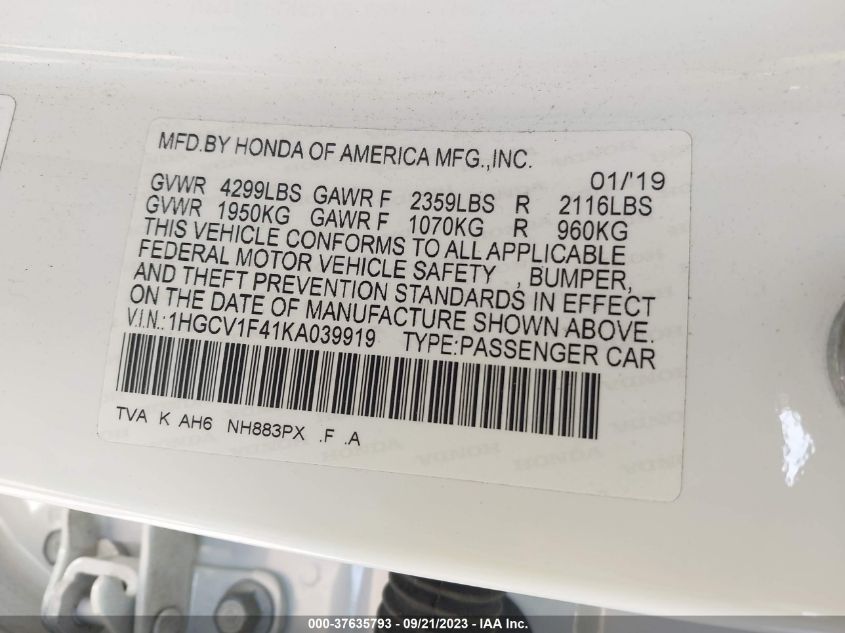 MFD.BY HONDA OF AMERICA MFG.,INC.
01/'19
GVWR 4299LBS GAWR F 2359LBS R 2116LBS
GVWR 1950KG GAWR F 1070KG R 960KG
THIS VEHICLE CONFORMS TO ALL APPLICABLE
FEDERAL MOTOR VEHICLE SAFETY , BUMPER,
AND THEFT PREVENTION STANDARDS IN EFFECT
ON THE DATE OF MANUFACTURE SHOWN ABOVE.
V.I.N.:1HGCV1F41KA039919 TYPE:PASSENGER CAR
TVA K AH6 NH883PX .F .A
HONDA HONDA HONDA
000-37635793 - 09/21/2023 - IAA Inc.